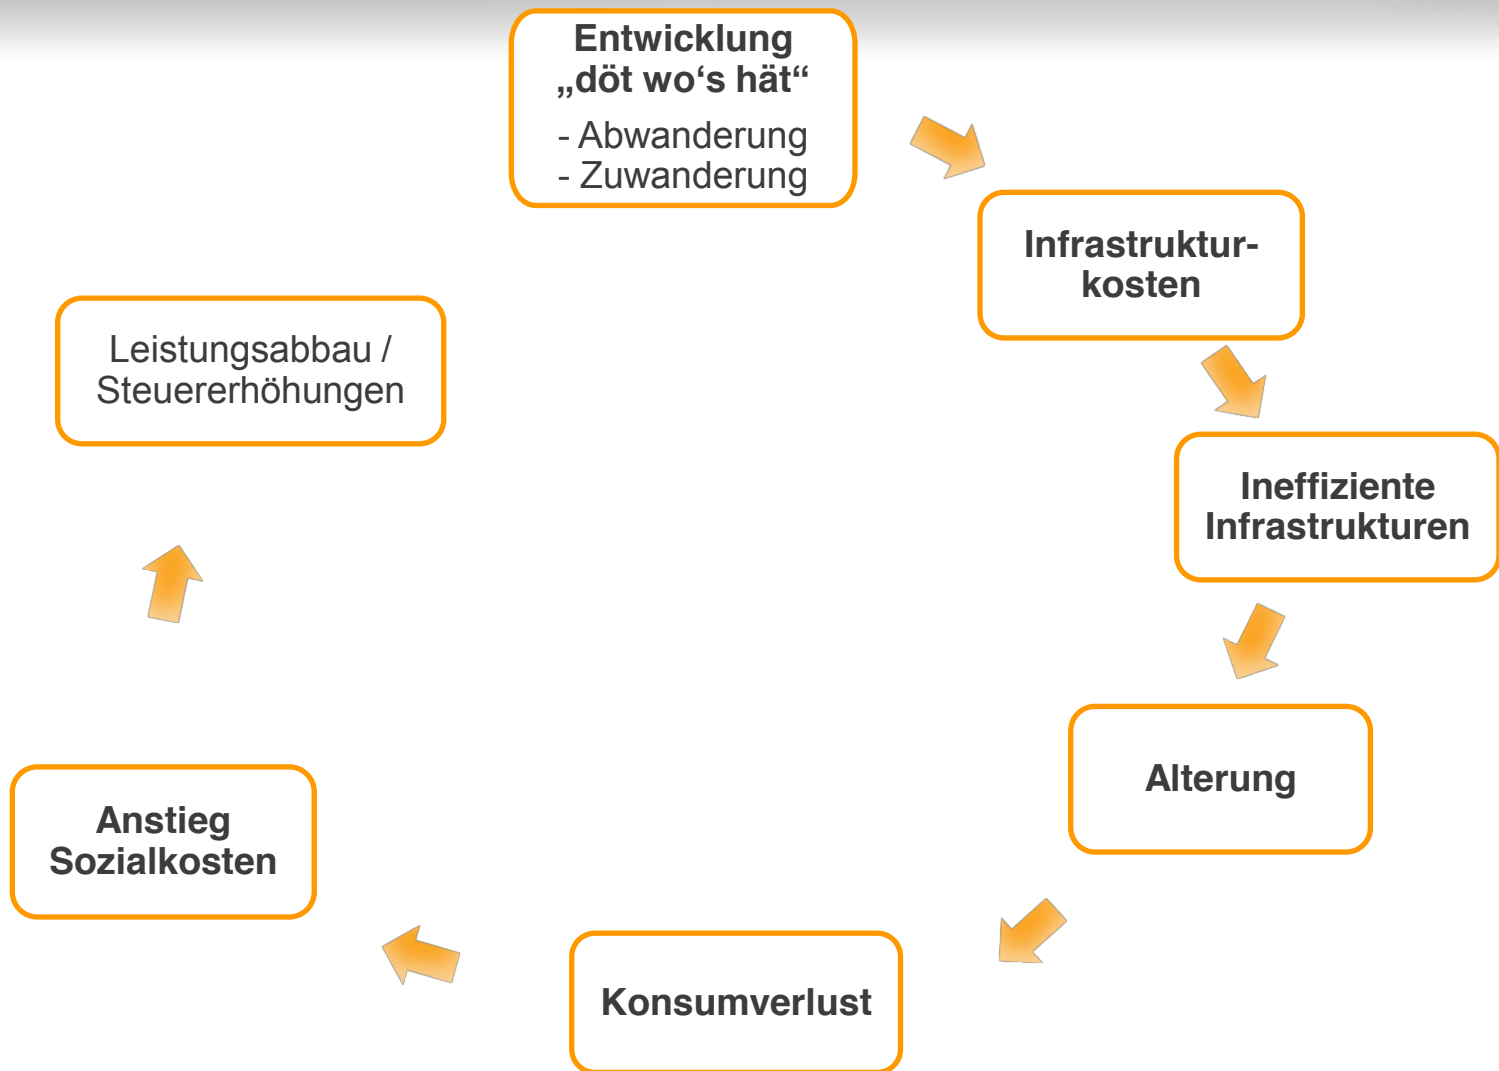 Entwicklung
„döt wo‘s hät“
- Abwanderung
- Zuwanderung
Infrastruktur-
kosten
Ineffiziente
Infrastrukturen
Alterung
Konsumverlust
Anstieg
Sozialkosten
Leistungsabbau /
Steuererhöhungen